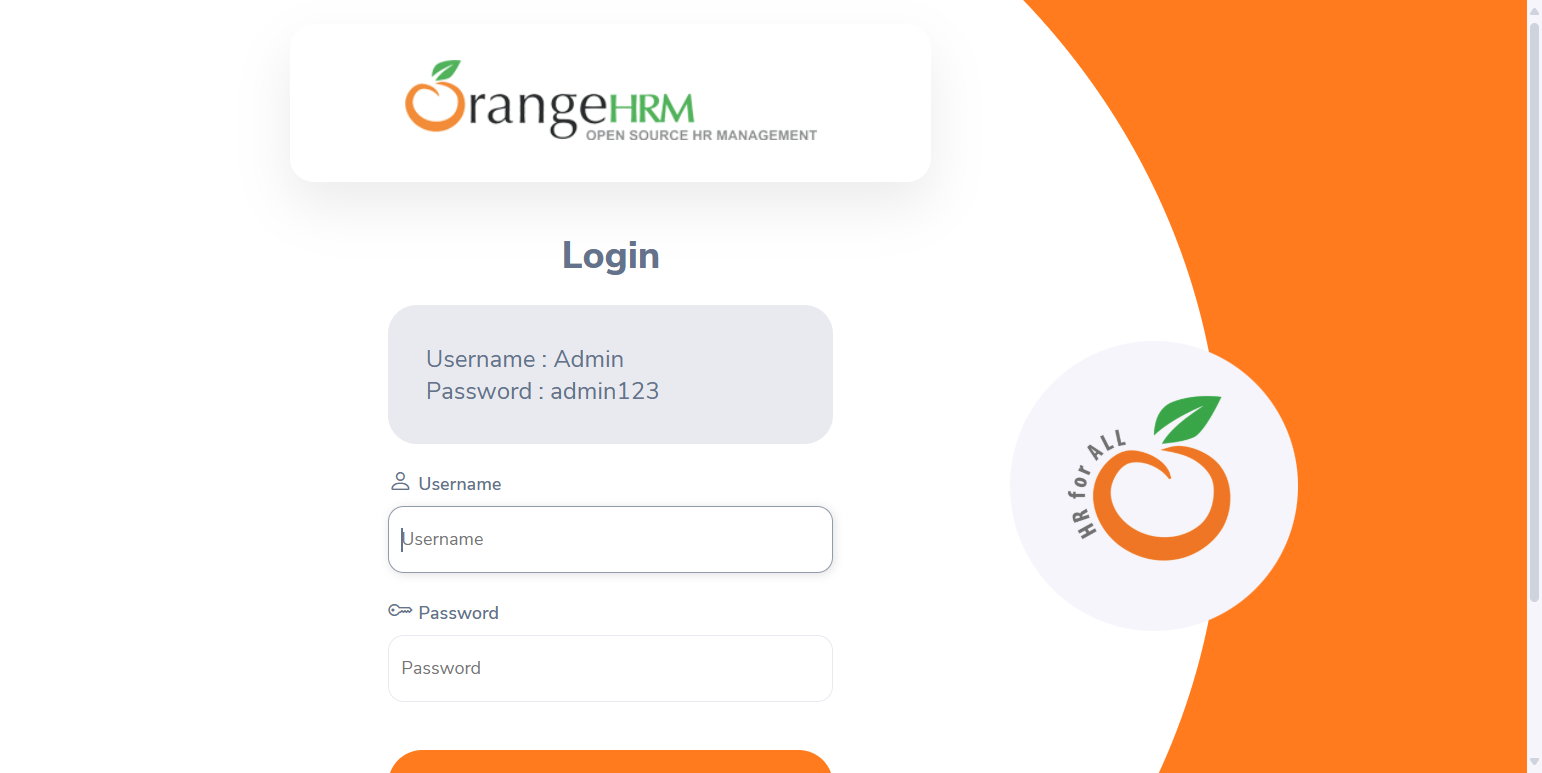 OrangeHRM
OPEN SOURCE HR MANAGEMENT
Login
Username : Admin
Password : admin123
Username
Username
Password
Password
HR for ALL